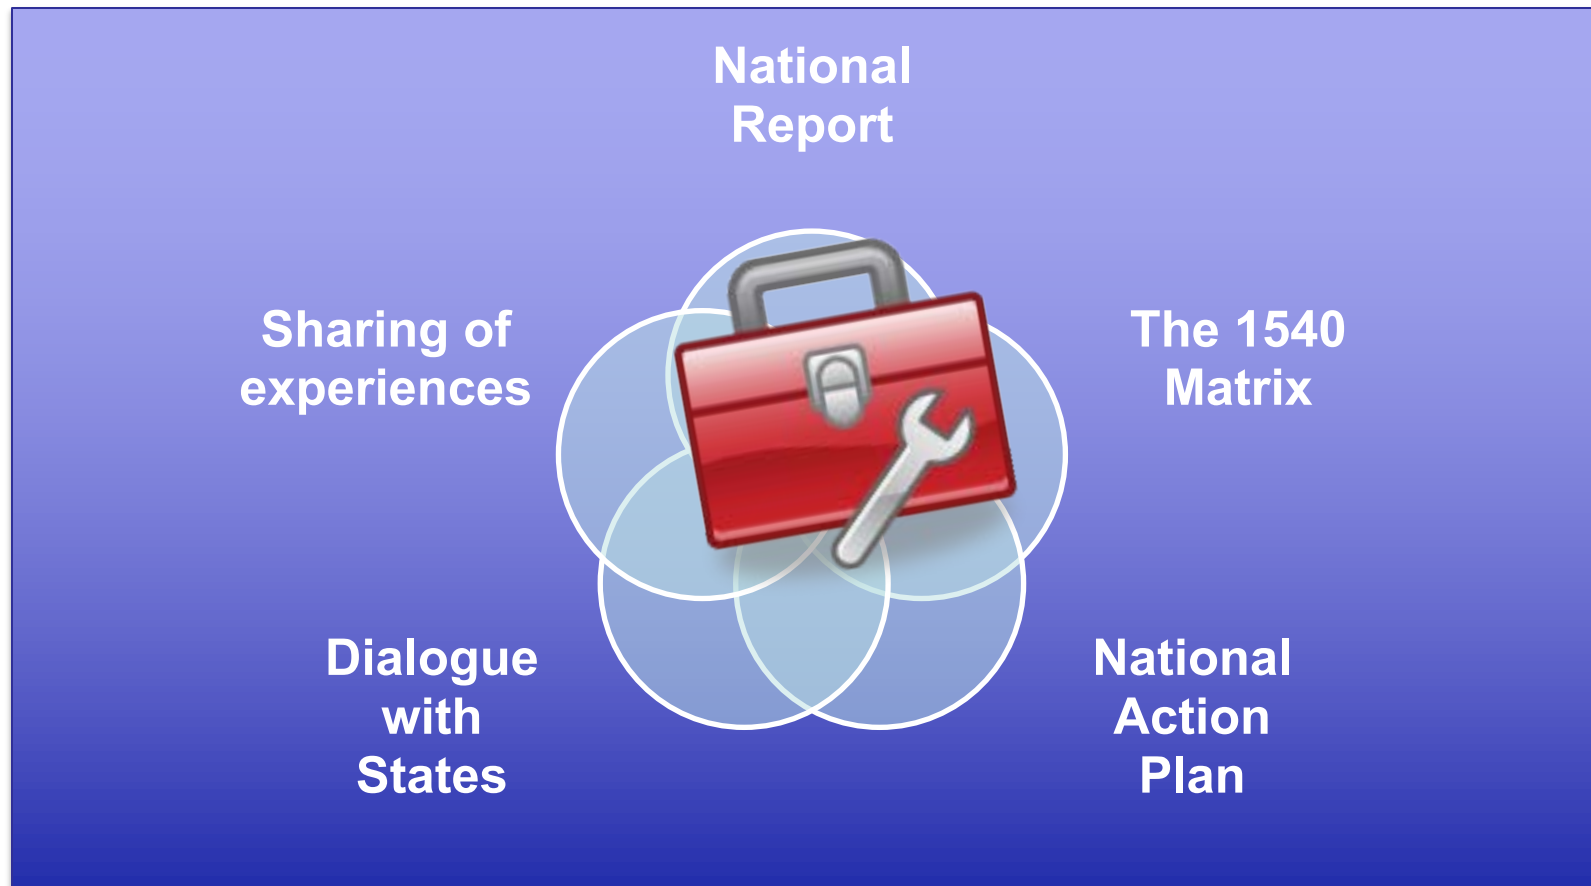 National
Report
Sharing of
experiences
The 1540
Matrix
Dialogue
with
States
National
Action
Plan